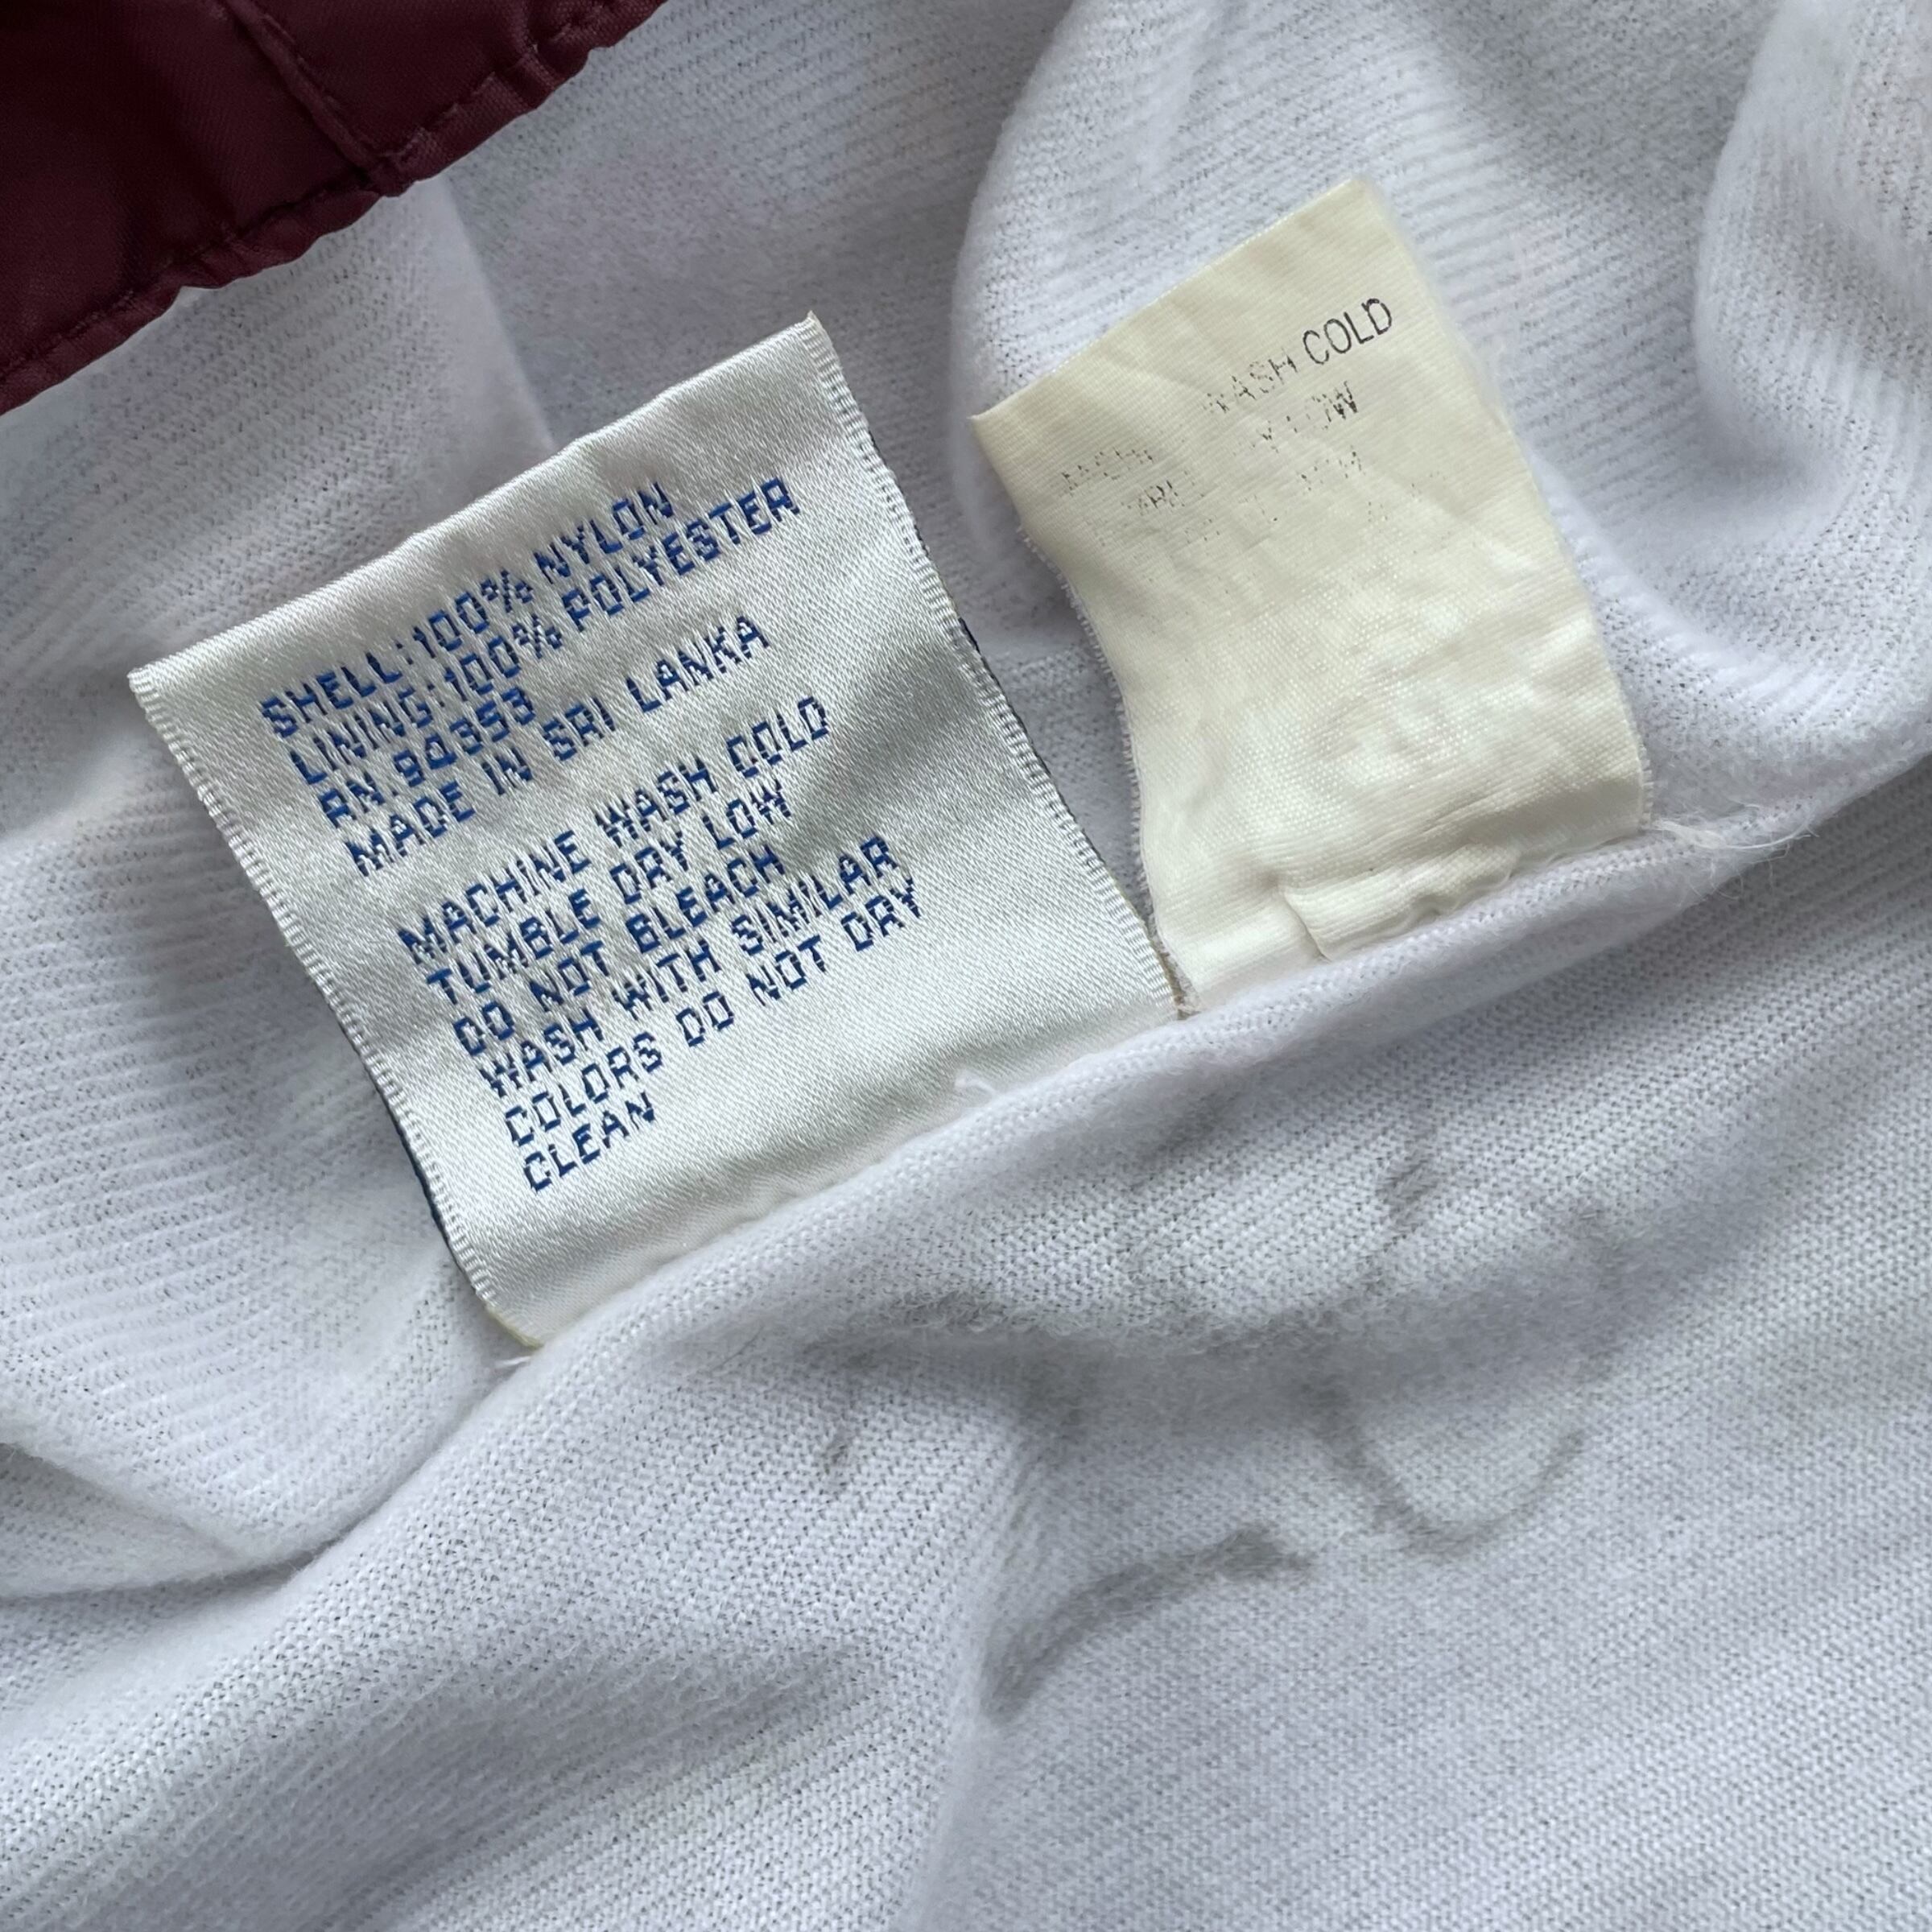 SHELL:100% NYLON
LINING:100% POLYESTER
RN.94353
MADE IN SRI LANKA
MACHINE WASH COLD
TUMBLE DRY LOW
DO NOT BLEACH
WASH WITH SIMILAR
COLORS DO NOT DRY
CLEAN
WASH COLD
LOW